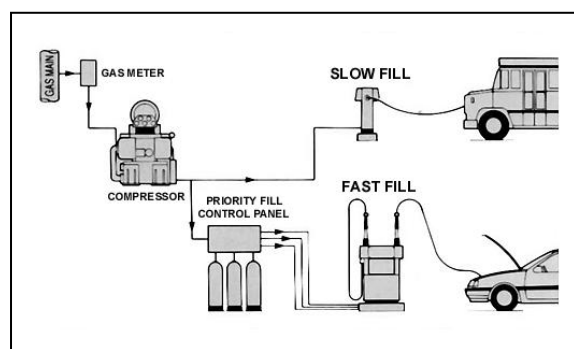 GAS MAIN
GAS METER
SLOW FILL
COMPRESSOR
PRIORITY FILL
CONTROL PANEL
FAST FILL